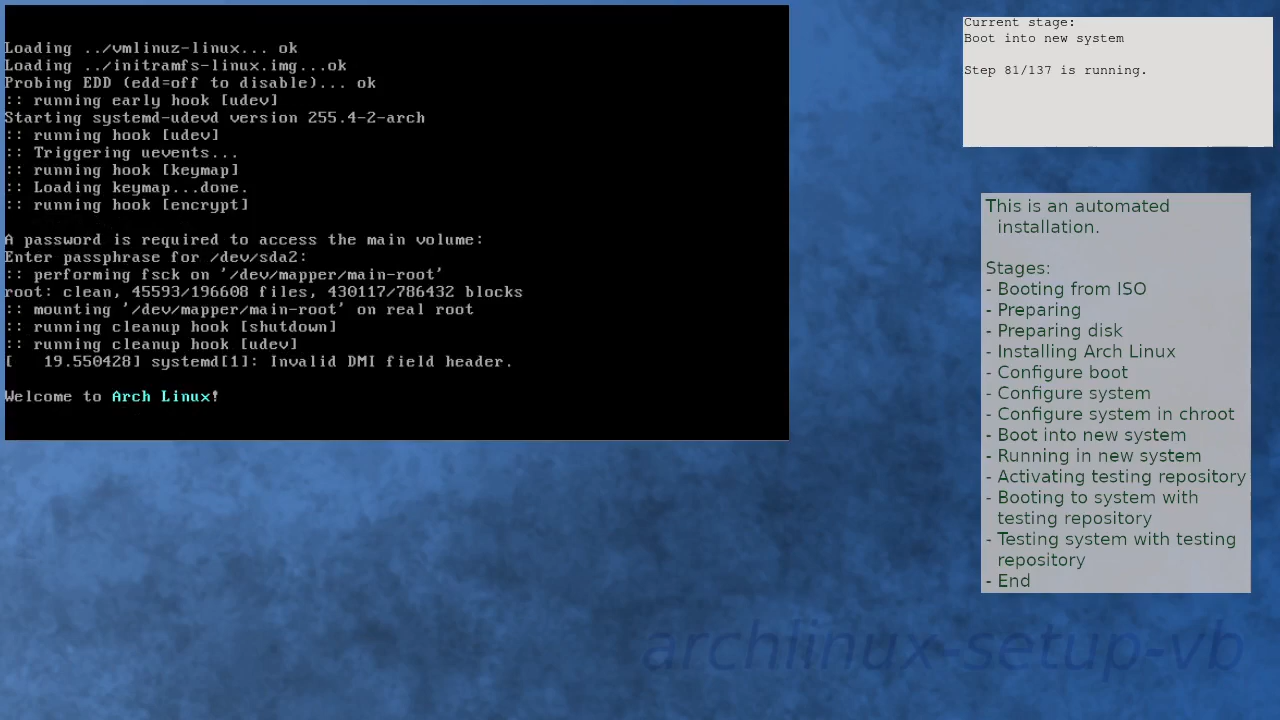 Loading ../vmlinuz-linux... ok
Loading ../initramfs-linux.img...ok
Probing EDD (edd=off to disable)... ok
:: running early hook [udev]
Starting systemd-udevd version 255.4-2-arch
:: running hook [udev]
:: Triggering uevents...
:: running hook [keymap]
:: Loading keymap...done.
:: running hook [encrypt]
A password is required to access the main volume:
Enter passphrase for /dev/sda2:
:: performing fsck on '/dev/mapper/main-root'
root: clean, 45593/196608 files, 430117/786432 blocks
:: mounting '/dev/mapper/main-root' on real root
:: running cleanup hook [shutdown]
:: running cleanup hook [udev]
[   19.550428] systemd[1]: Invalid DMI field header.
Welcome to Arch Linux!
Current stage:
Boot into new system
Step 81/137 is running.
This is an automated
installation.
Stages:
- Booting from ISO
- Preparing
- Preparing disk
- Installing Arch Linux
- Configure boot
- Configure system
- Configure system in chroot
- Boot into new system
- Running in new system
- Activating testing repository
- Booting to system with
testing repository
- Testing system with testing
repository
- End
archlinux-setup-vb